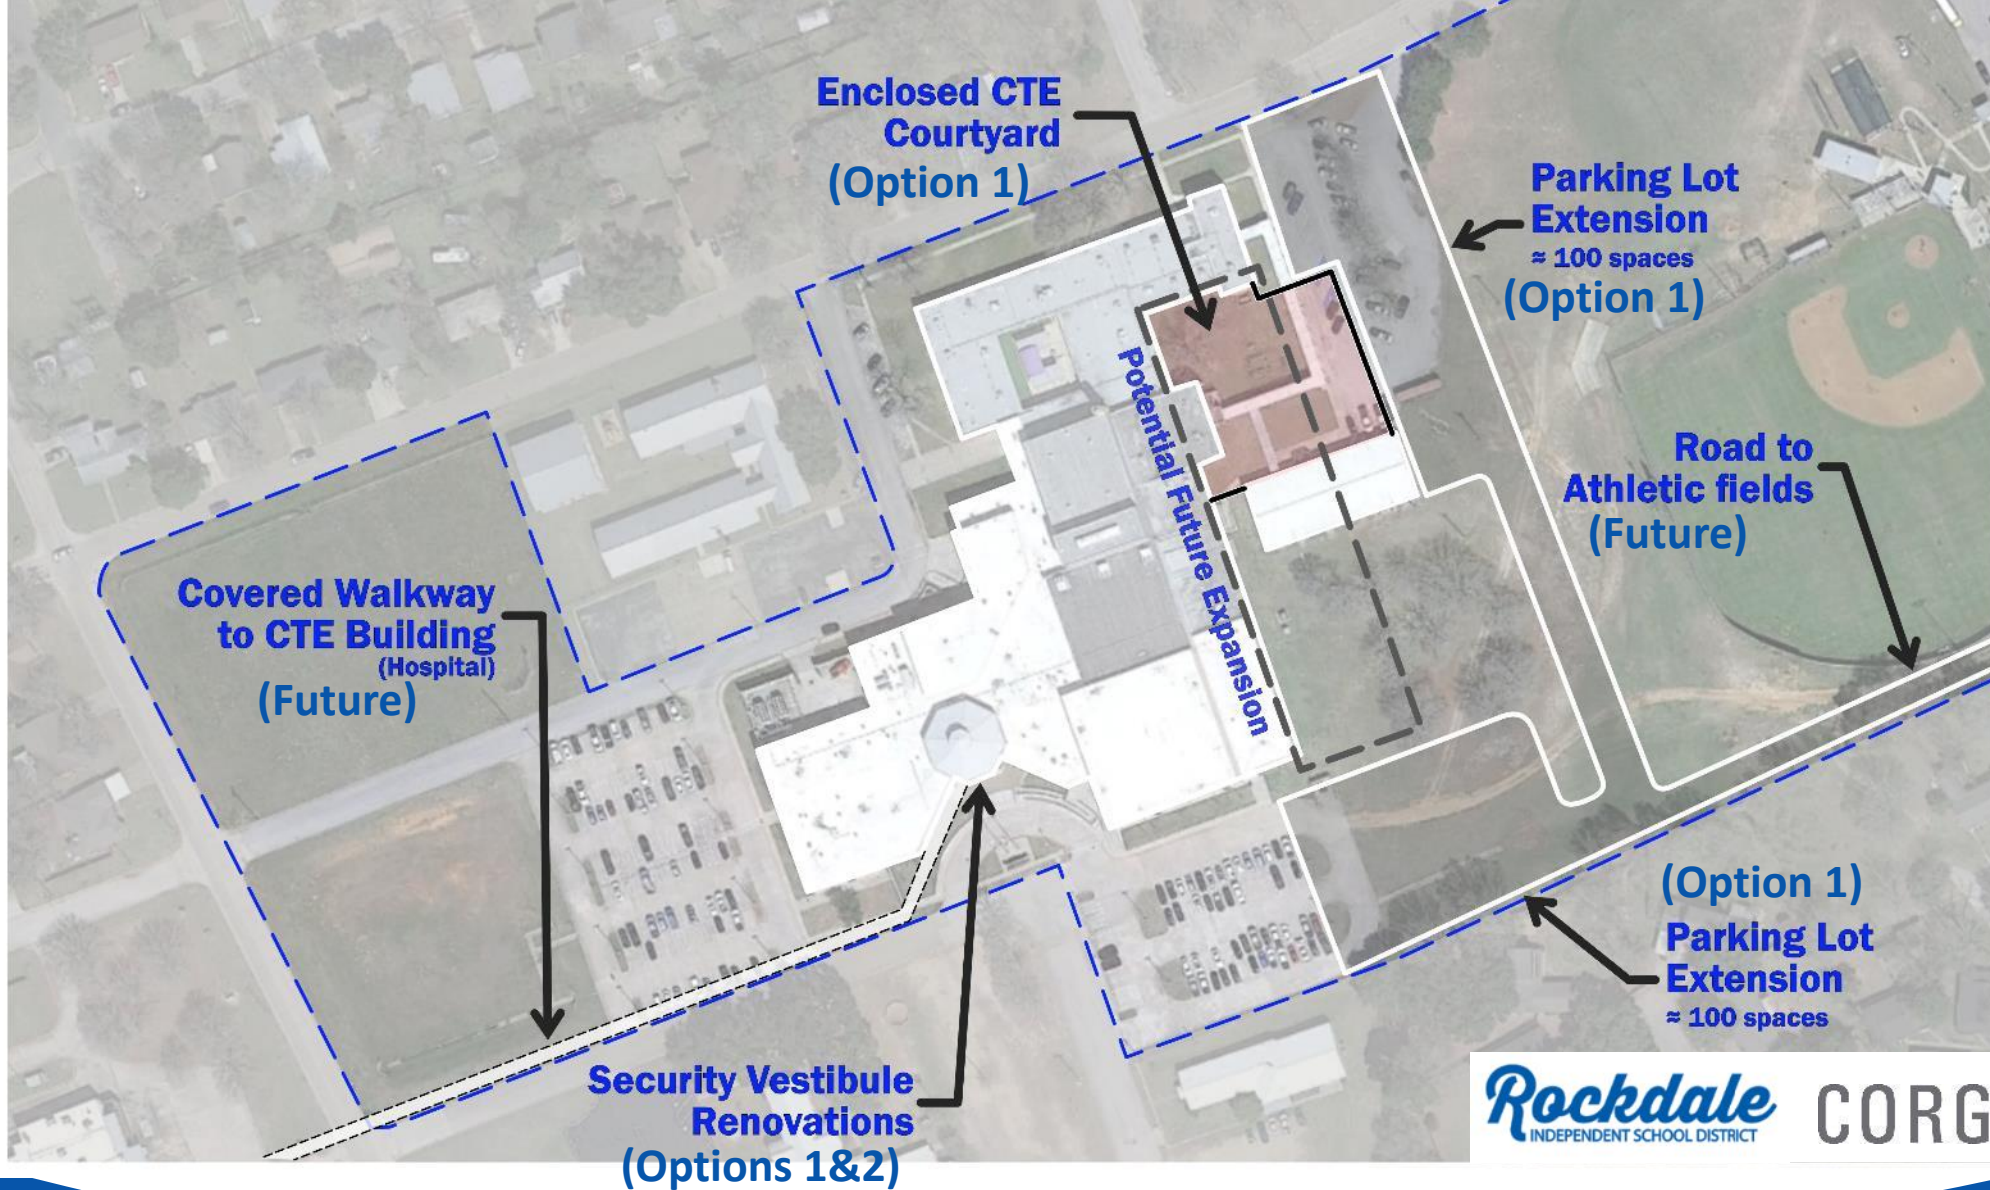 Enclosed CTE
Courtyard
(Option 1)
Parking Lot
Extension
≈ 100 spaces
(Option 1)
Potential Future Expansion
Road to
Athletic fields
(Future)
Covered Walkway
to CTE Building
(Hospital)
(Future)
(Option 1)
Parking Lot
Extension
≈ 100 spaces
Security Vestibule
Renovations
(Options 1&2)
Rockdale
INDEPENDENT SCHOOL DISTRICT
CORG